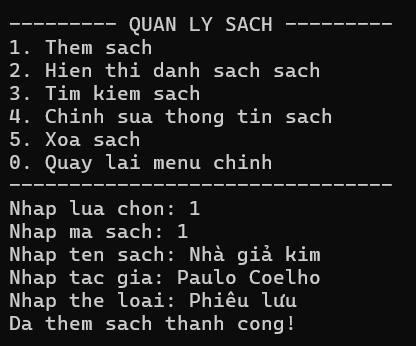 --------- QUAN LY SACH ---------
1. Them sach
2. Hien thi danh sach sach
3. Tim kiem sach
4. Chinh sua thong tin sach
5. Xoa sach
0. Quay lai menu chinh
--------------------------------
Nhap lua chon: 1
Nhap ma sach: 1
Nhap ten sach: Nhà giả kim
Nhap tac gia: Paulo Coelho
Nhap the loai: Phiêu lưu
Da them sach thanh cong!